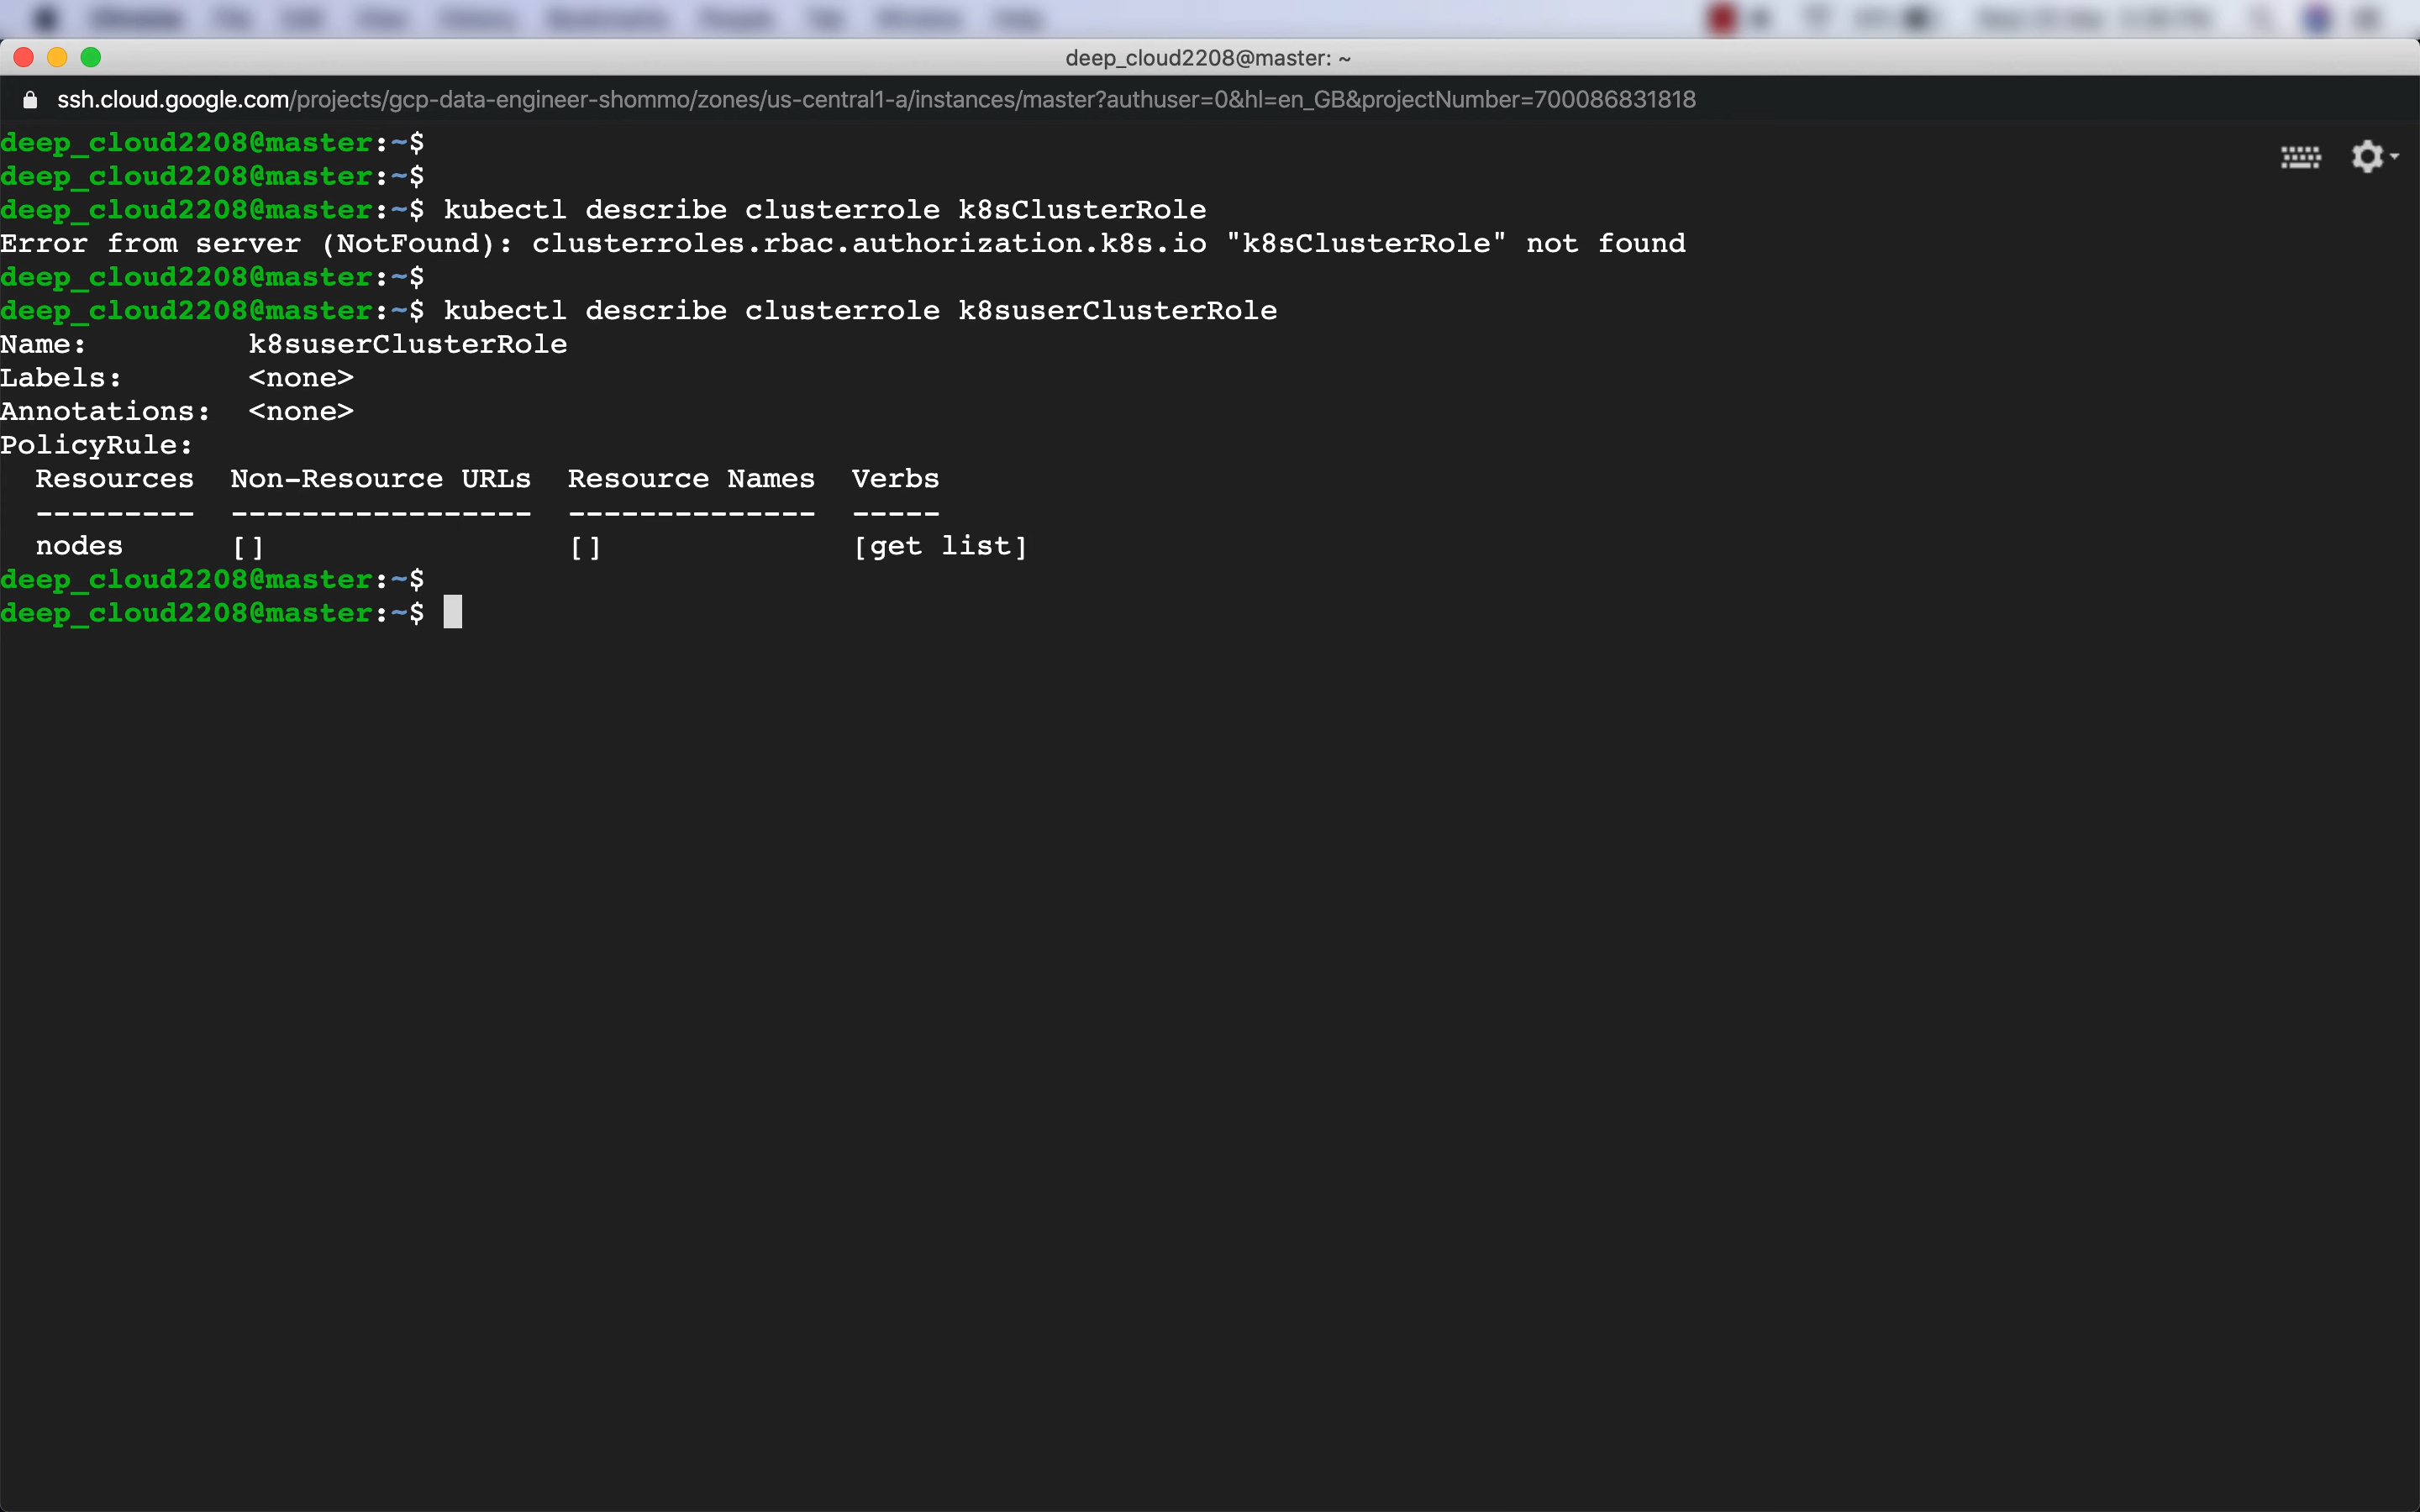 deep_cloud2208@master: ~
ssh.cloud.google.com/projects/gcp-data-engineer-shommo/zones/us-central1-a/instances/master?authuser=0&hl=en_GB&projectNumber=700086831818
deep_cloud2208@master:~$
deep_cloud2208@master:~$
deep_cloud2208@master:~$ kubectl describe clusterrole k8sClusterRole
Error from server (NotFound): clusterroles.rbac.authorization.k8s.io "k8sClusterRole" not found
deep_cloud2208@master:~$
deep_cloud2208@master:~$ kubectl describe clusterrole k8suserClusterRole
Name:         k8suserClusterRole
Labels:       <none>
Annotations:  <none>
PolicyRule:
  Resources  Non-Resource URLs  Resource Names  Verbs
  ---------  -----------------  --------------  -----
  nodes      []                 []              [get list]
deep_cloud2208@master:~$
deep_cloud2208@master:~$